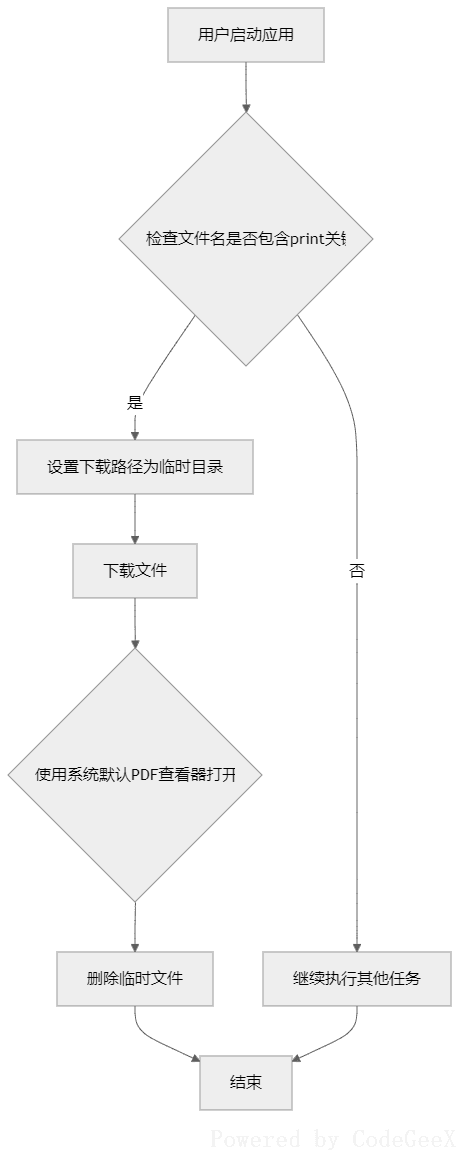 用户启动应用
检查文件名是否包含print关
是
设置下载路径为临时目录
下载文件
否
使用系统默认PDF查看器打开
删除临时文件
继续执行其他任务
结束
Powered by CodeGeeX